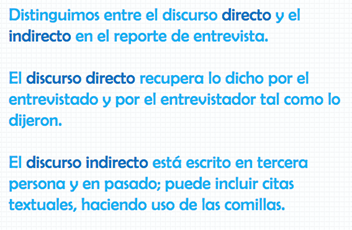 Distinguimos entre el discurso directo y el
indirecto en el reporte de entrevista.
El discurso directo recupera lo dicho por el
entrevistado y por el entrevistador tal como lo
dijeron.
El discurso indirecto está escrito en tercera
persona y en pasado; puede incluir citas
textuales, haciendo uso de las comillas.